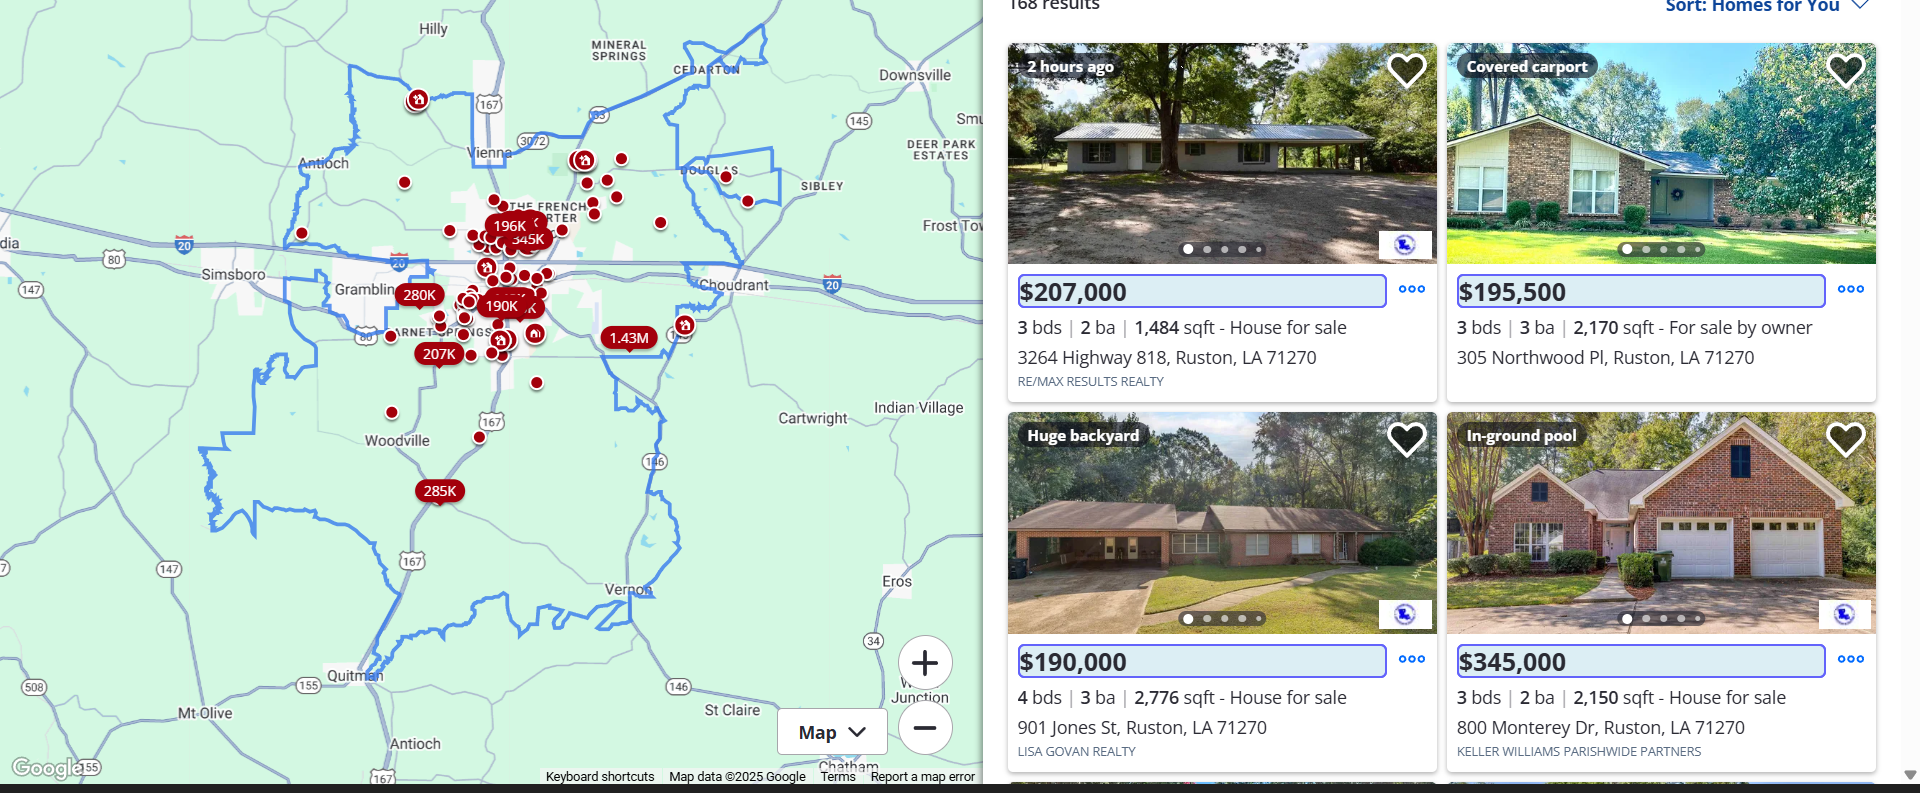 Hilly
MINERAL
SPRINGS
CEDARTON
Downsville
167
33
145
Smu
3072
Vienna
DEER PARK
ESTATES
Antioch
DOUGLAS
SIBLEY
THE FRENCH
RTER
196K
K
345K
Frost To
dia
20
80
20
Simsboro
147
Grambling
280K
Choudrant
20
190K
K
80
ARNET SPRINGS
207K
1.43M
167
Cartwright
Indian Village
Woodville
146
285K
167
147
7
Vernon
Eros
34
Quitman
155
508
146
Junction
Mt Olive
St Claire
Map
Antioch
Chatham
Google
155
167
Keyboard shortcuts
Map data ©2025 Google
Terms
Report a map error
168 results
Sort: Homes for You
2 hours ago
$207,000
3 bds | 2 ba | 1,484 sqft - House for sale
3264 Highway 818, Ruston, LA 71270
RE/MAX RESULTS REALTY
Covered carport
$195,500
3 bds | 3 ba | 2,170 sqft - For sale by owner
305 Northwood Pl, Ruston, LA 71270
Huge backyard
$190,000
4 bds | 3 ba | 2,776 sqft - House for sale
901 Jones St, Ruston, LA 71270
LISA GOVAN REALTY
In-ground pool
$345,000
3 bds | 2 ba | 2,150 sqft - House for sale
800 Monterey Dr, Ruston, LA 71270
KELLER WILLIAMS PARISHWIDE PARTNERS